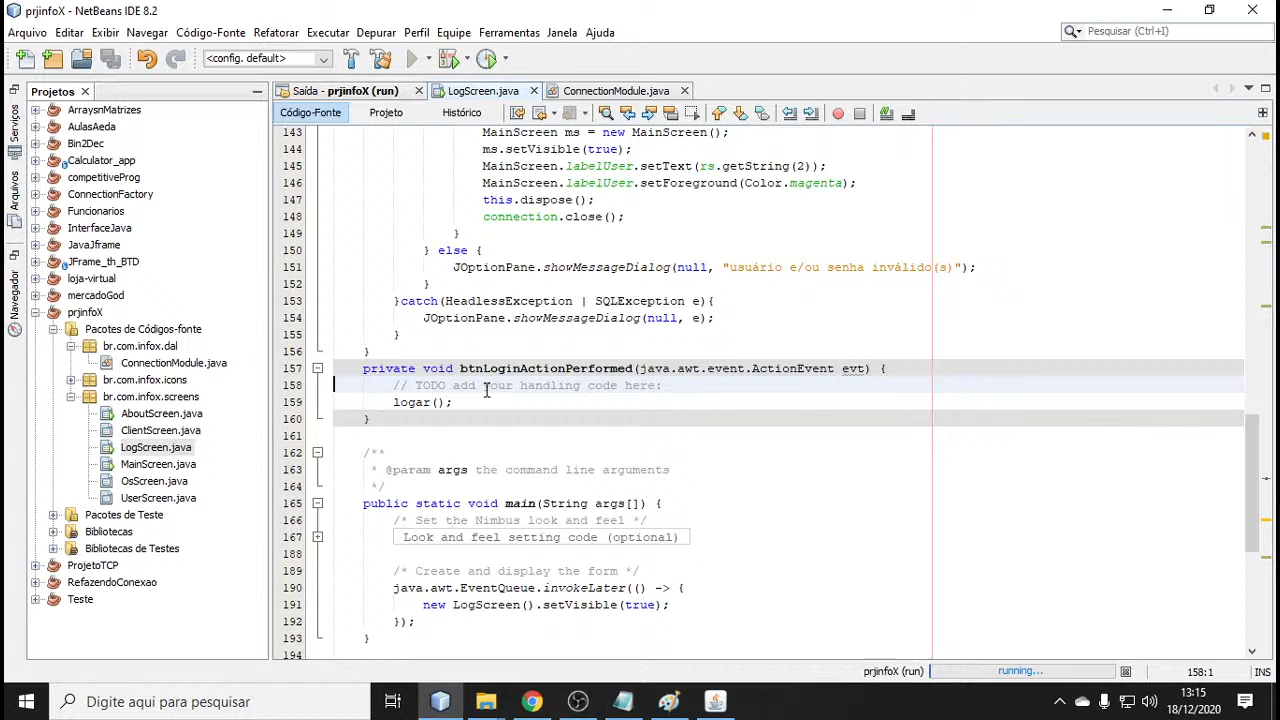 prjinfoX - NetBeans IDE 8.2
Arquivo Editar Exibir Navegar Código-Fonte Refatorar Executar Depurar Perfil Equipe Ferramentas Janela Ajuda
Pesquisar (Ctrl+I)
<config. default>
Projetos
Saída - prjinfoX (run) LogScreen.java ConnectionModule.java
Código-Fonte Projeto Histórico
Serviços
Arquivos
Navegador
ArraysnMatrizes
AulasAeda
Bin2Dec
Calculator_app
competitiveProg
ConnectionFactory
Funcionarios
InterfaceJava
JavaJframe
JFrame_th_BTD
loja-virtual
mercadoGod
prjinfoX
Pacotes de Códigos-fonte
br.com.infox.dal
ConnectionModule.java
br.com.infox.icons
br.com.infox.screens
AboutScreen.java
ClientScreen.java
LogScreen.java
MainScreen.java
OsScreen.java
UserScreen.java
Pacotes de Teste
Bibliotecas
Bibliotecas de Testes
ProjetoTCP
RefazendoConexao
Teste
143 MainScreen ms = new MainScreen();
144 ms.setVisible(true);
145 MainScreen.labelUser.setText(rs.getString(2));
146 MainScreen.labelUser.setForeground(Color.magenta);
147 this.dispose();
148 connection.close();
149 }
150 } else {
151 JOptionPane.showMessageDialog(null, "usuário e/ou senha inválido(s)");
152 }
153 }catch(HeadlessException | SQLException e){
154 JOptionPane.showMessageDialog(null, e);
155 }
156 }
157 private void btnLoginActionPerformed(java.awt.event.ActionEvent evt) {
158 // TODO add your handling code here:
159 logar();
160 }
161
162 /**
163 * @param args the command line arguments
164 */
165 public static void main(String args[]) {
166 /* Set the Nimbus look and feel */
167 Look and feel setting code (optional)
188
189 /* Create and display the form */
190 java.awt.EventQueue.invokeLater(() -> {
191 new LogScreen().setVisible(true);
192 });
193 }
194
prjinfoX (run) running... 158:1 INS
Digite aqui para pesquisar
13:15
18/12/2020